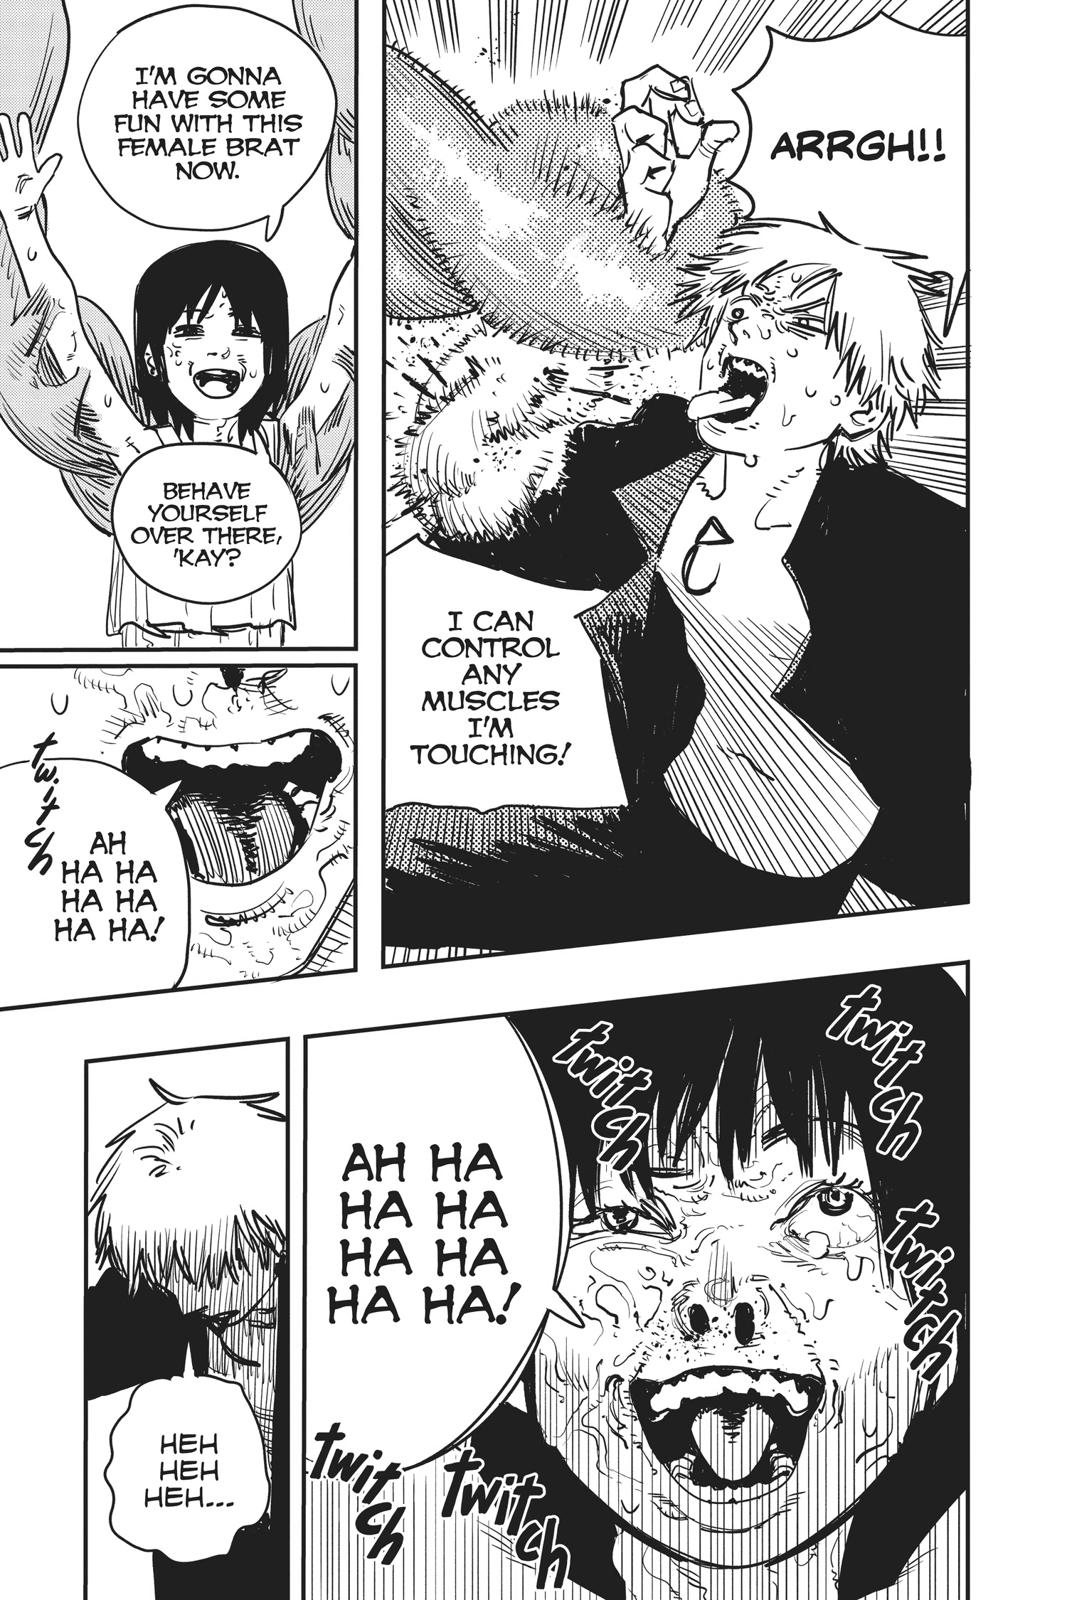 ARRGH!!
I CAN
CONTROL
ANY
MUSCLES
I'M
TOUCHING!
I'M GONNA
HAVE SOME
FUN WITH THIS
FEMALE BRAT
NOW.
BEHAVE
YOURSELF
OVER THERE,
'KAY?
twitch
AH
HA HA
HA HA
HA HA!
twitch
twitch
twitch
AH HA
HA HA
HA HA
HA HA!
twitch
twitch
HEH
HEH
HEH...